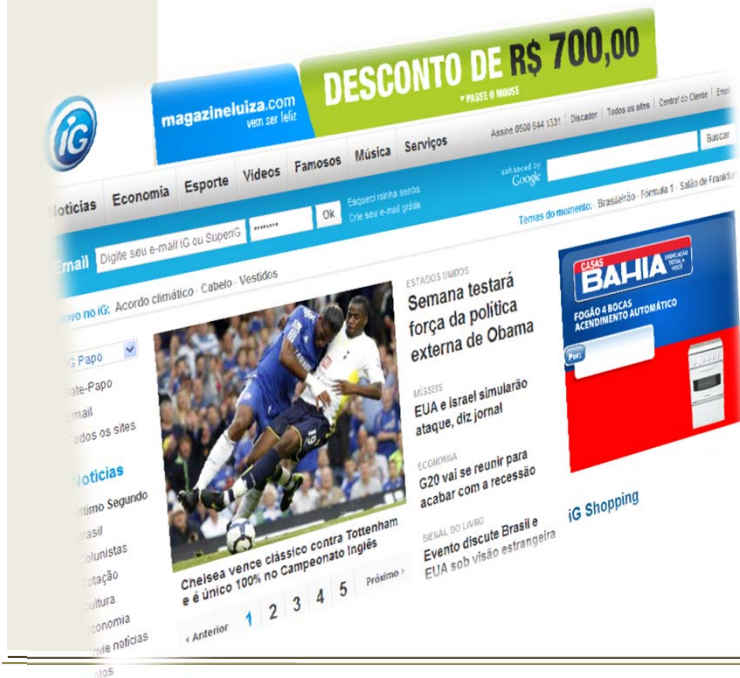 iG
magazineluiza.com
vem ser feliz
DESCONTO DE R$ 700,00
PASSE O MOUSE
Notícias Economia Esporte Vídeos Famosos Música Serviços
Assine 0800 644 1331 | Discador | Todos os sites | Central do Cliente | Email
Email Digite seu e-mail iG ou SuperiG ******** Ok
Esqueci minha senha
Crie seu e-mail grátis
enhanced by
Google
Buscar
Novo no iG: Acordo climático - Cabelo - Vestidos
Temas do momento: Brasileirão - Fórmula 1 - Salão de Frankfurt
iG Papo
Bate-Papo
Email
Todos os sites
Notícias
Último Segundo
Brasil
Colunistas
Cotação
Cultura
Economia
Envie notícias
Chelsea vence clássico contra Tottenham
e é único 100% no Campeonato Inglês
‹ Anterior 1 2 3 4 5 Próximo ›
ESTADOS UNIDOS
Semana testará
força da política
externa de Obama
MÍSSEIS
EUA e Israel simularão
ataque, diz jornal
ECONOMIA
G20 vai se reunir para
acabar com a recessão
BIENAL DO LIVRO
Evento discute Brasil e
EUA sob visão estrangeira
CASAS
BAHIA
DEDICAÇÃO
TOTAL A
VOCÊ
FOGÃO 4 BOCAS
ACENDIMENTO AUTOMÁTICO
Por:
iG Shopping